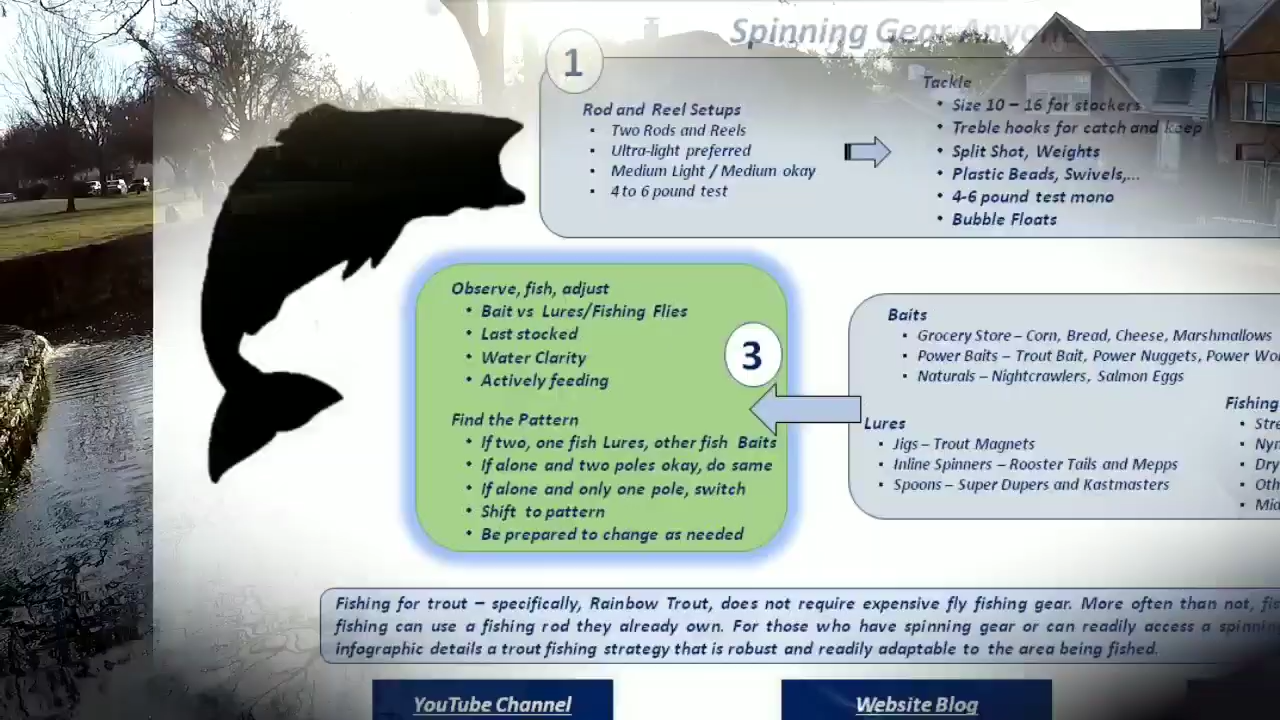 Spinning Gear Anyone
1
Rod and Reel Setups
• Two Rods and Reels
• Ultra-light preferred
• Medium Light / Medium okay
• 4 to 6 pound test
Tackle
• Size 10 – 16 for stockers
• Treble hooks for catch and keep
• Split Shot, Weights
• Plastic Beads, Swivels,...
• 4-6 pound test mono
• Bubble Floats
Observe, fish, adjust
• Bait vs Lures/Fishing Flies
• Last stocked
• Water Clarity
• Actively feeding
3
Find the Pattern
• If two, one fish Lures, other fish Baits
• If alone and two poles okay, do same
• If alone and only one pole, switch
• Shift to pattern
• Be prepared to change as needed
Baits
• Grocery Store – Corn, Bread, Cheese, Marshmallows
• Power Baits – Trout Bait, Power Nuggets, Power Wo
• Naturals – Nightcrawlers, Salmon Eggs
Lures
• Jigs – Trout Magnets
• Inline Spinners – Rooster Tails and Mepps
• Spoons – Super Dupers and Kastmasters
Fishing
• Stre
• Nyn
• Dry
• Oth
• Mid
Fishing for trout – specifically, Rainbow Trout, does not require expensive fly fishing gear. More often than not,
fishing can use a fishing rod they already own. For those who have spinning gear or can readily access a spinning
infographic details a trout fishing strategy that is robust and readily adaptable to the area being fished.
YouTube Channel
Website Blog